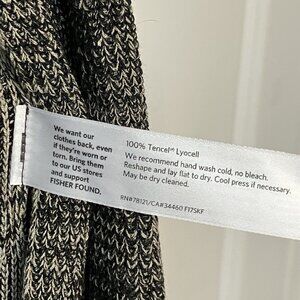 We want our
clothes back, even
if they're worn or
torn. Bring them
to our US stores
and support
FISHER FOUND.
100% Tencel® Lyocell
We recommend hand wash cold, no bleach.
Reshape and lay flat to dry. Cool press if necessary.
May be dry cleaned.
RN#78121/CA#34460 F17SKF